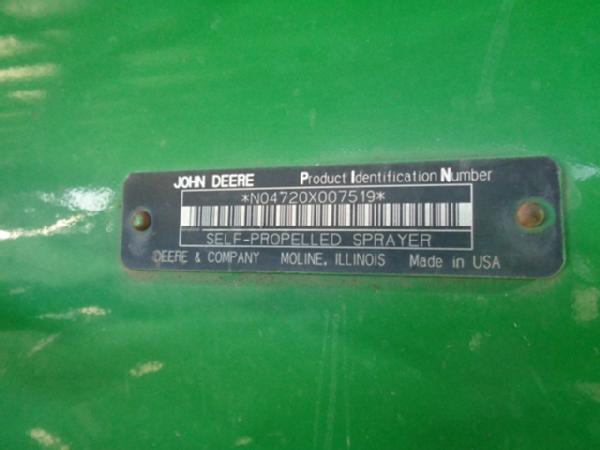 JOHN DEERE Product Identification Number
*N04720X007519*
SELF-PROPELLED SPRAYER
DEERE & COMPANY MOLINE, ILLINOIS Made in USA